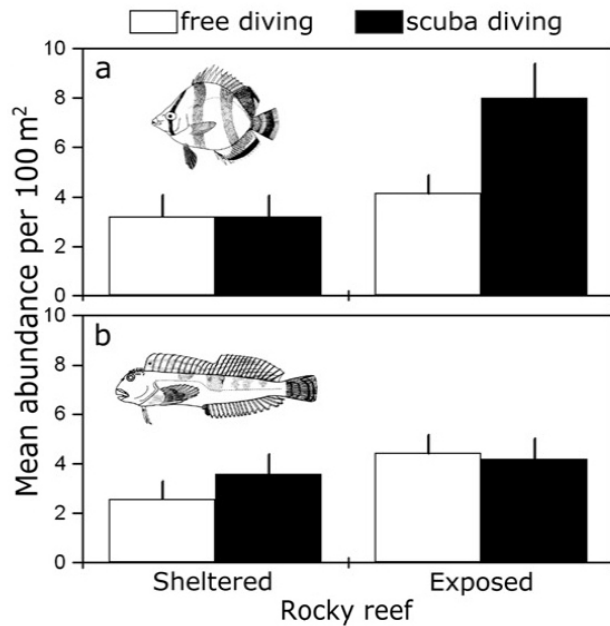 free diving scuba diving
10
a
8
6
4
2
0
10
b
8
6
4
2
0
Mean abundance per 100 m²
Sheltered Exposed
Rocky reef